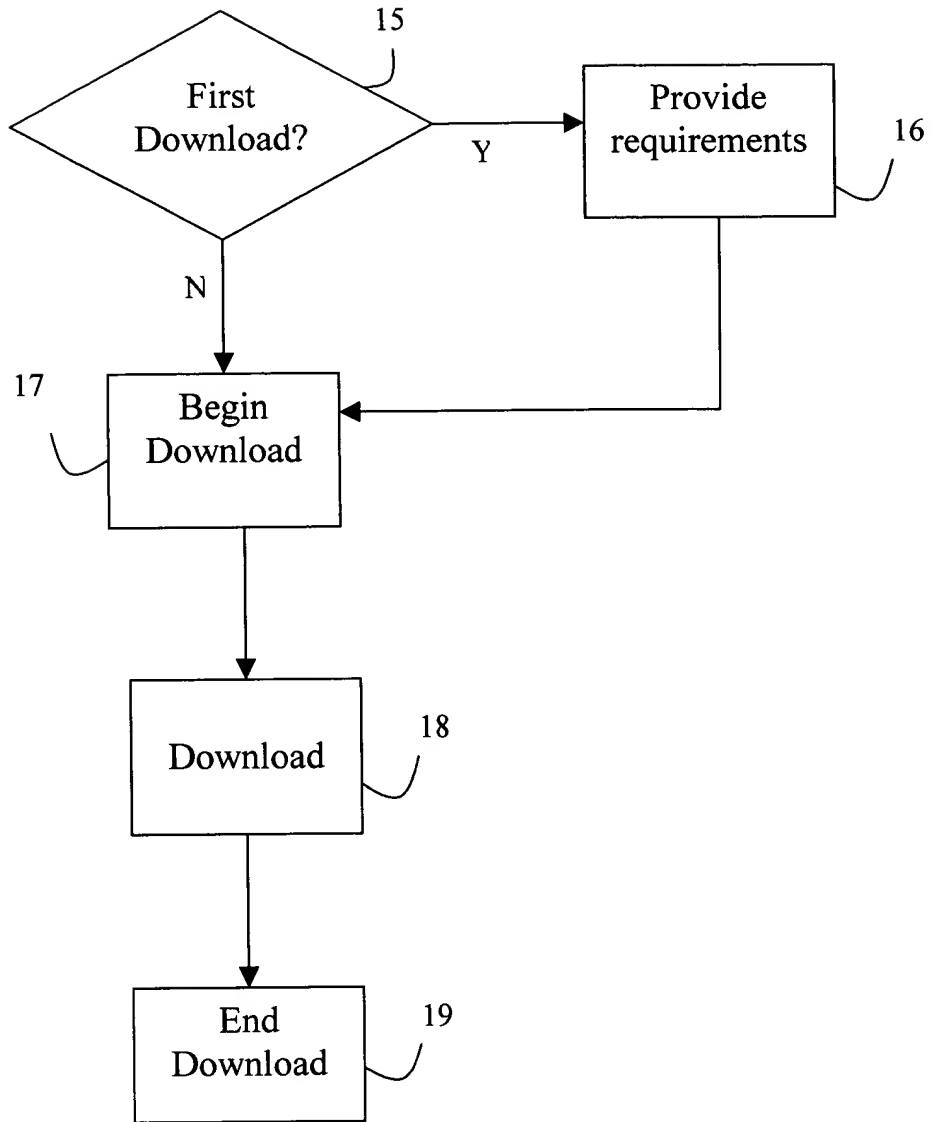 15
First
Download?
Y
Provide
requirements
16
N
17
Begin
Download
18
Download
19
End
Download